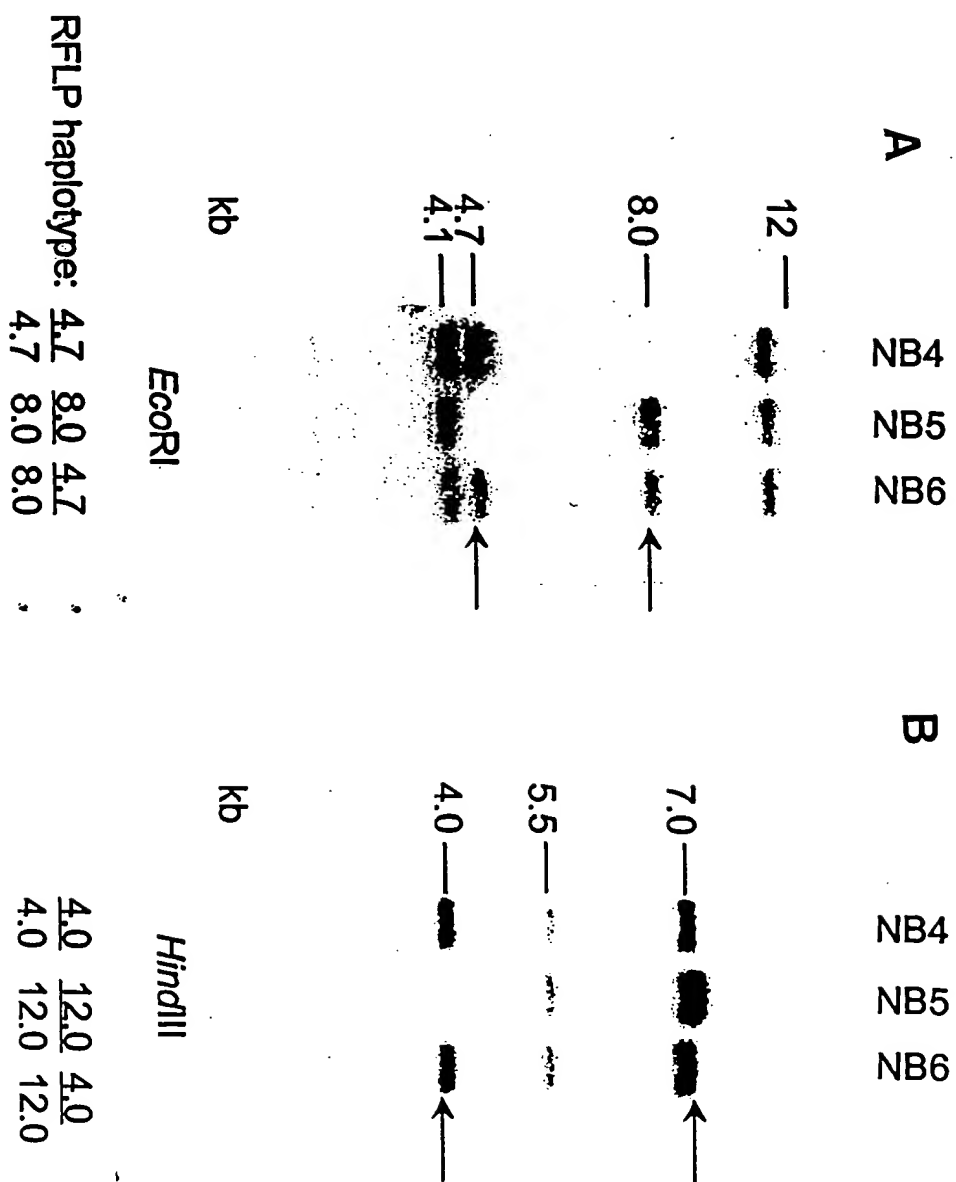 A
NB4 NB5 NB6
12
8.0
4.7
4.1
kb
EcoRI
RFLP haplotype: 4.7 8.0 4.7
4.7 8.0 8.0
B
NB4 NB5 NB6
7.0
5.5
4.0
kb
HindIII
4.0 12.0 4.0
4.0 12.0 12.0